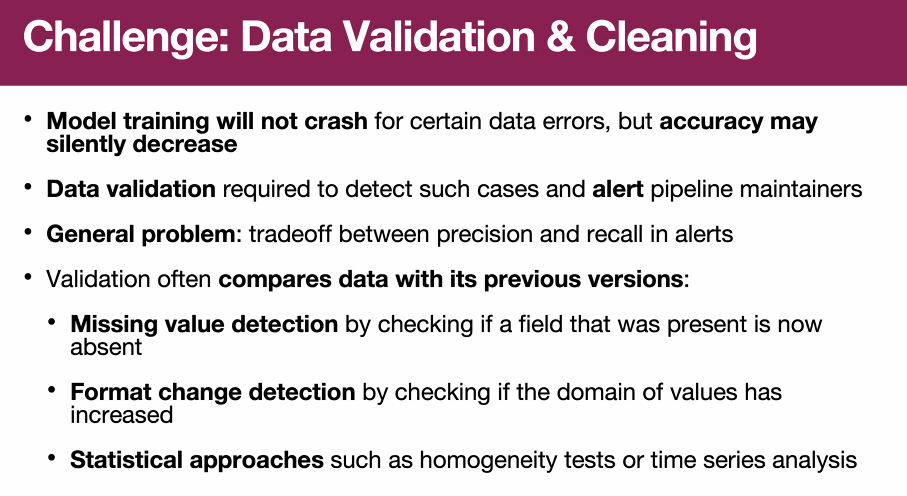 Challenge: Data Validation & Cleaning
• Model training will not crash for certain data errors, but accuracy may
silently decrease
• Data validation required to detect such cases and alert pipeline maintainers
• General problem: tradeoff between precision and recall in alerts
• Validation often compares data with its previous versions:
• Missing value detection by checking if a field that was present is now
absent
• Format change detection by checking if the domain of values has
increased
• Statistical approaches such as homogeneity tests or time series analysis